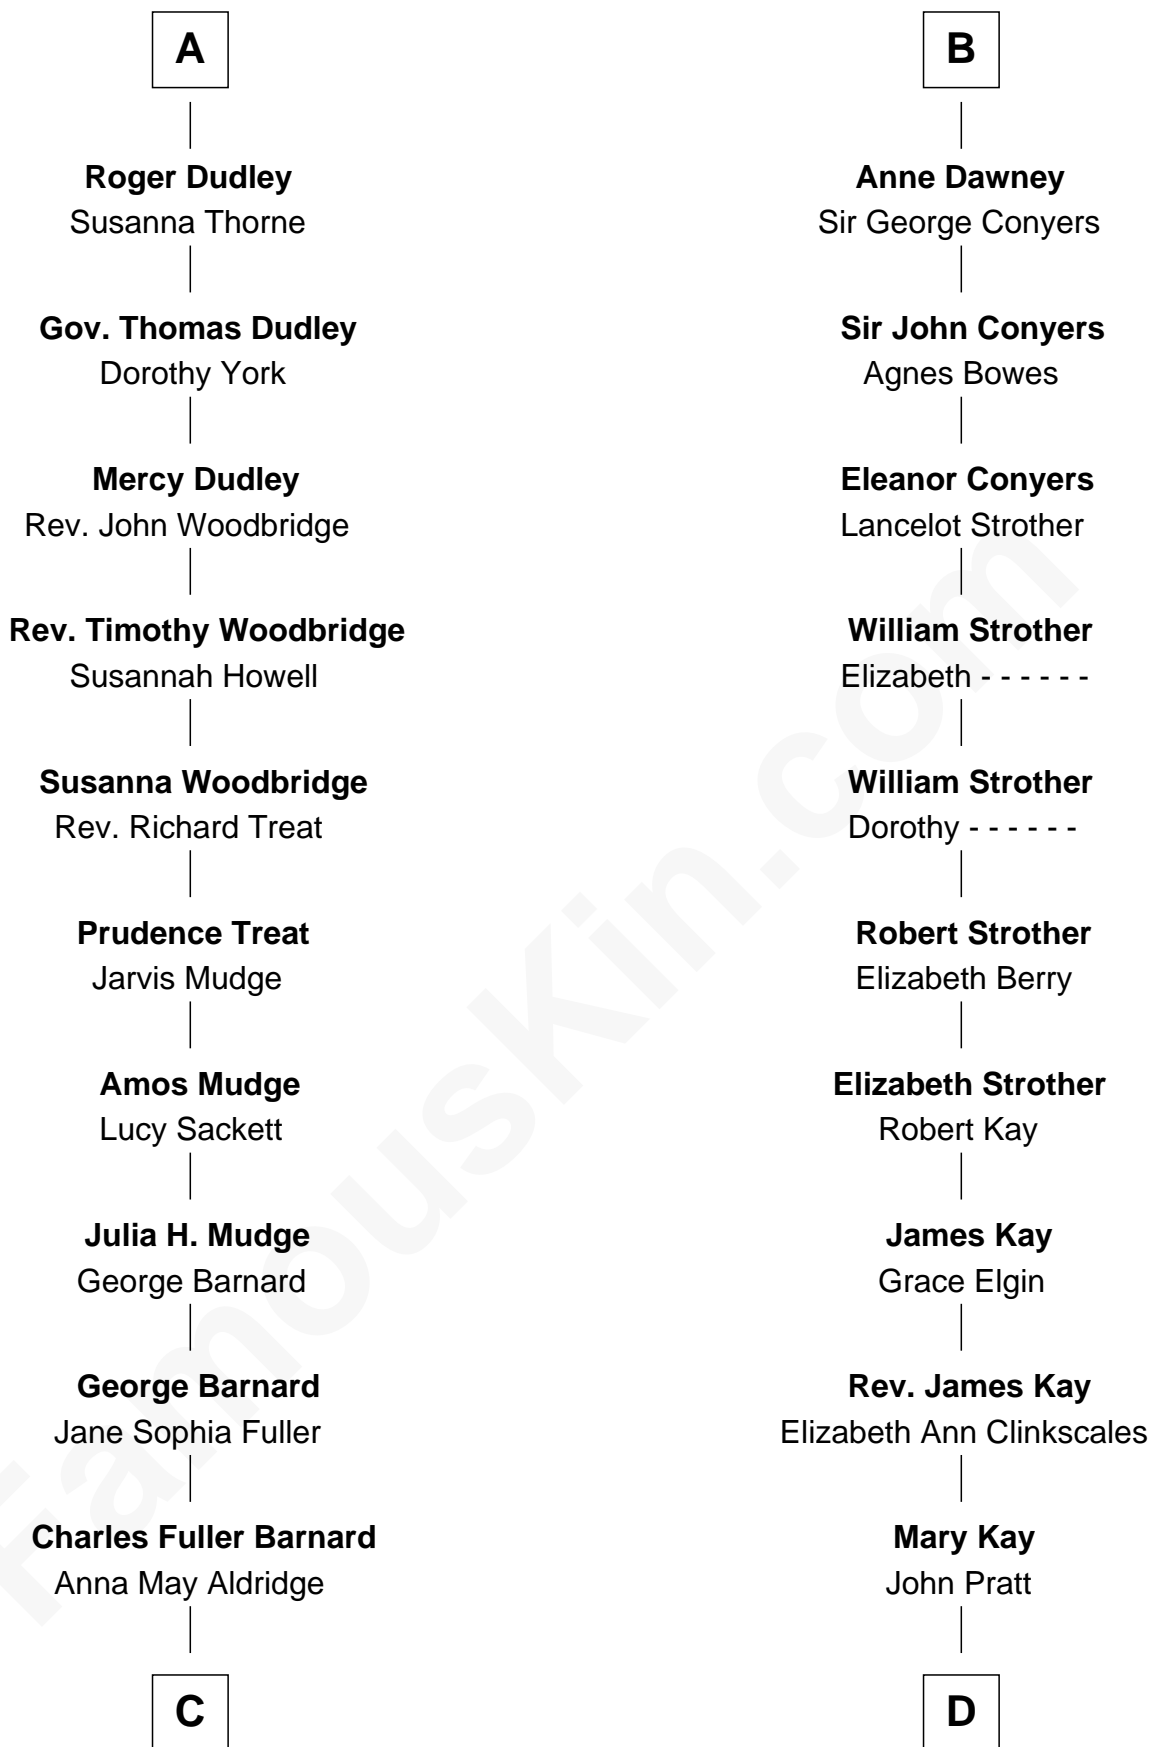 A
Roger Dudley
Susanna Thorne
Gov. Thomas Dudley
Dorothy York
Mercy Dudley
Rev. John Woodbridge
Rev. Timothy Woodbridge
Susannah Howell
Susanna Woodbridge
Rev. Richard Treat
Prudence Treat
Jarvis Mudge
Amos Mudge
Lucy Sackett
Julia H. Mudge
George Barnard
George Barnard
Jane Sophia Fuller
Charles Fuller Barnard
Anna May Aldridge
C
B
Anne Dawney
Sir George Conyers
Sir John Conyers
Agnes Bowes
Eleanor Conyers
Lancelot Strother
William Strother
Elizabeth - - - - - -
William Strother
Dorothy - - - - - -
Robert Strother
Elizabeth Berry
Elizabeth Strother
Robert Kay
James Kay
Grace Elgin
Rev. James Kay
Elizabeth Ann Clinkscales
Mary Kay
John Pratt
D
FamousKin.com